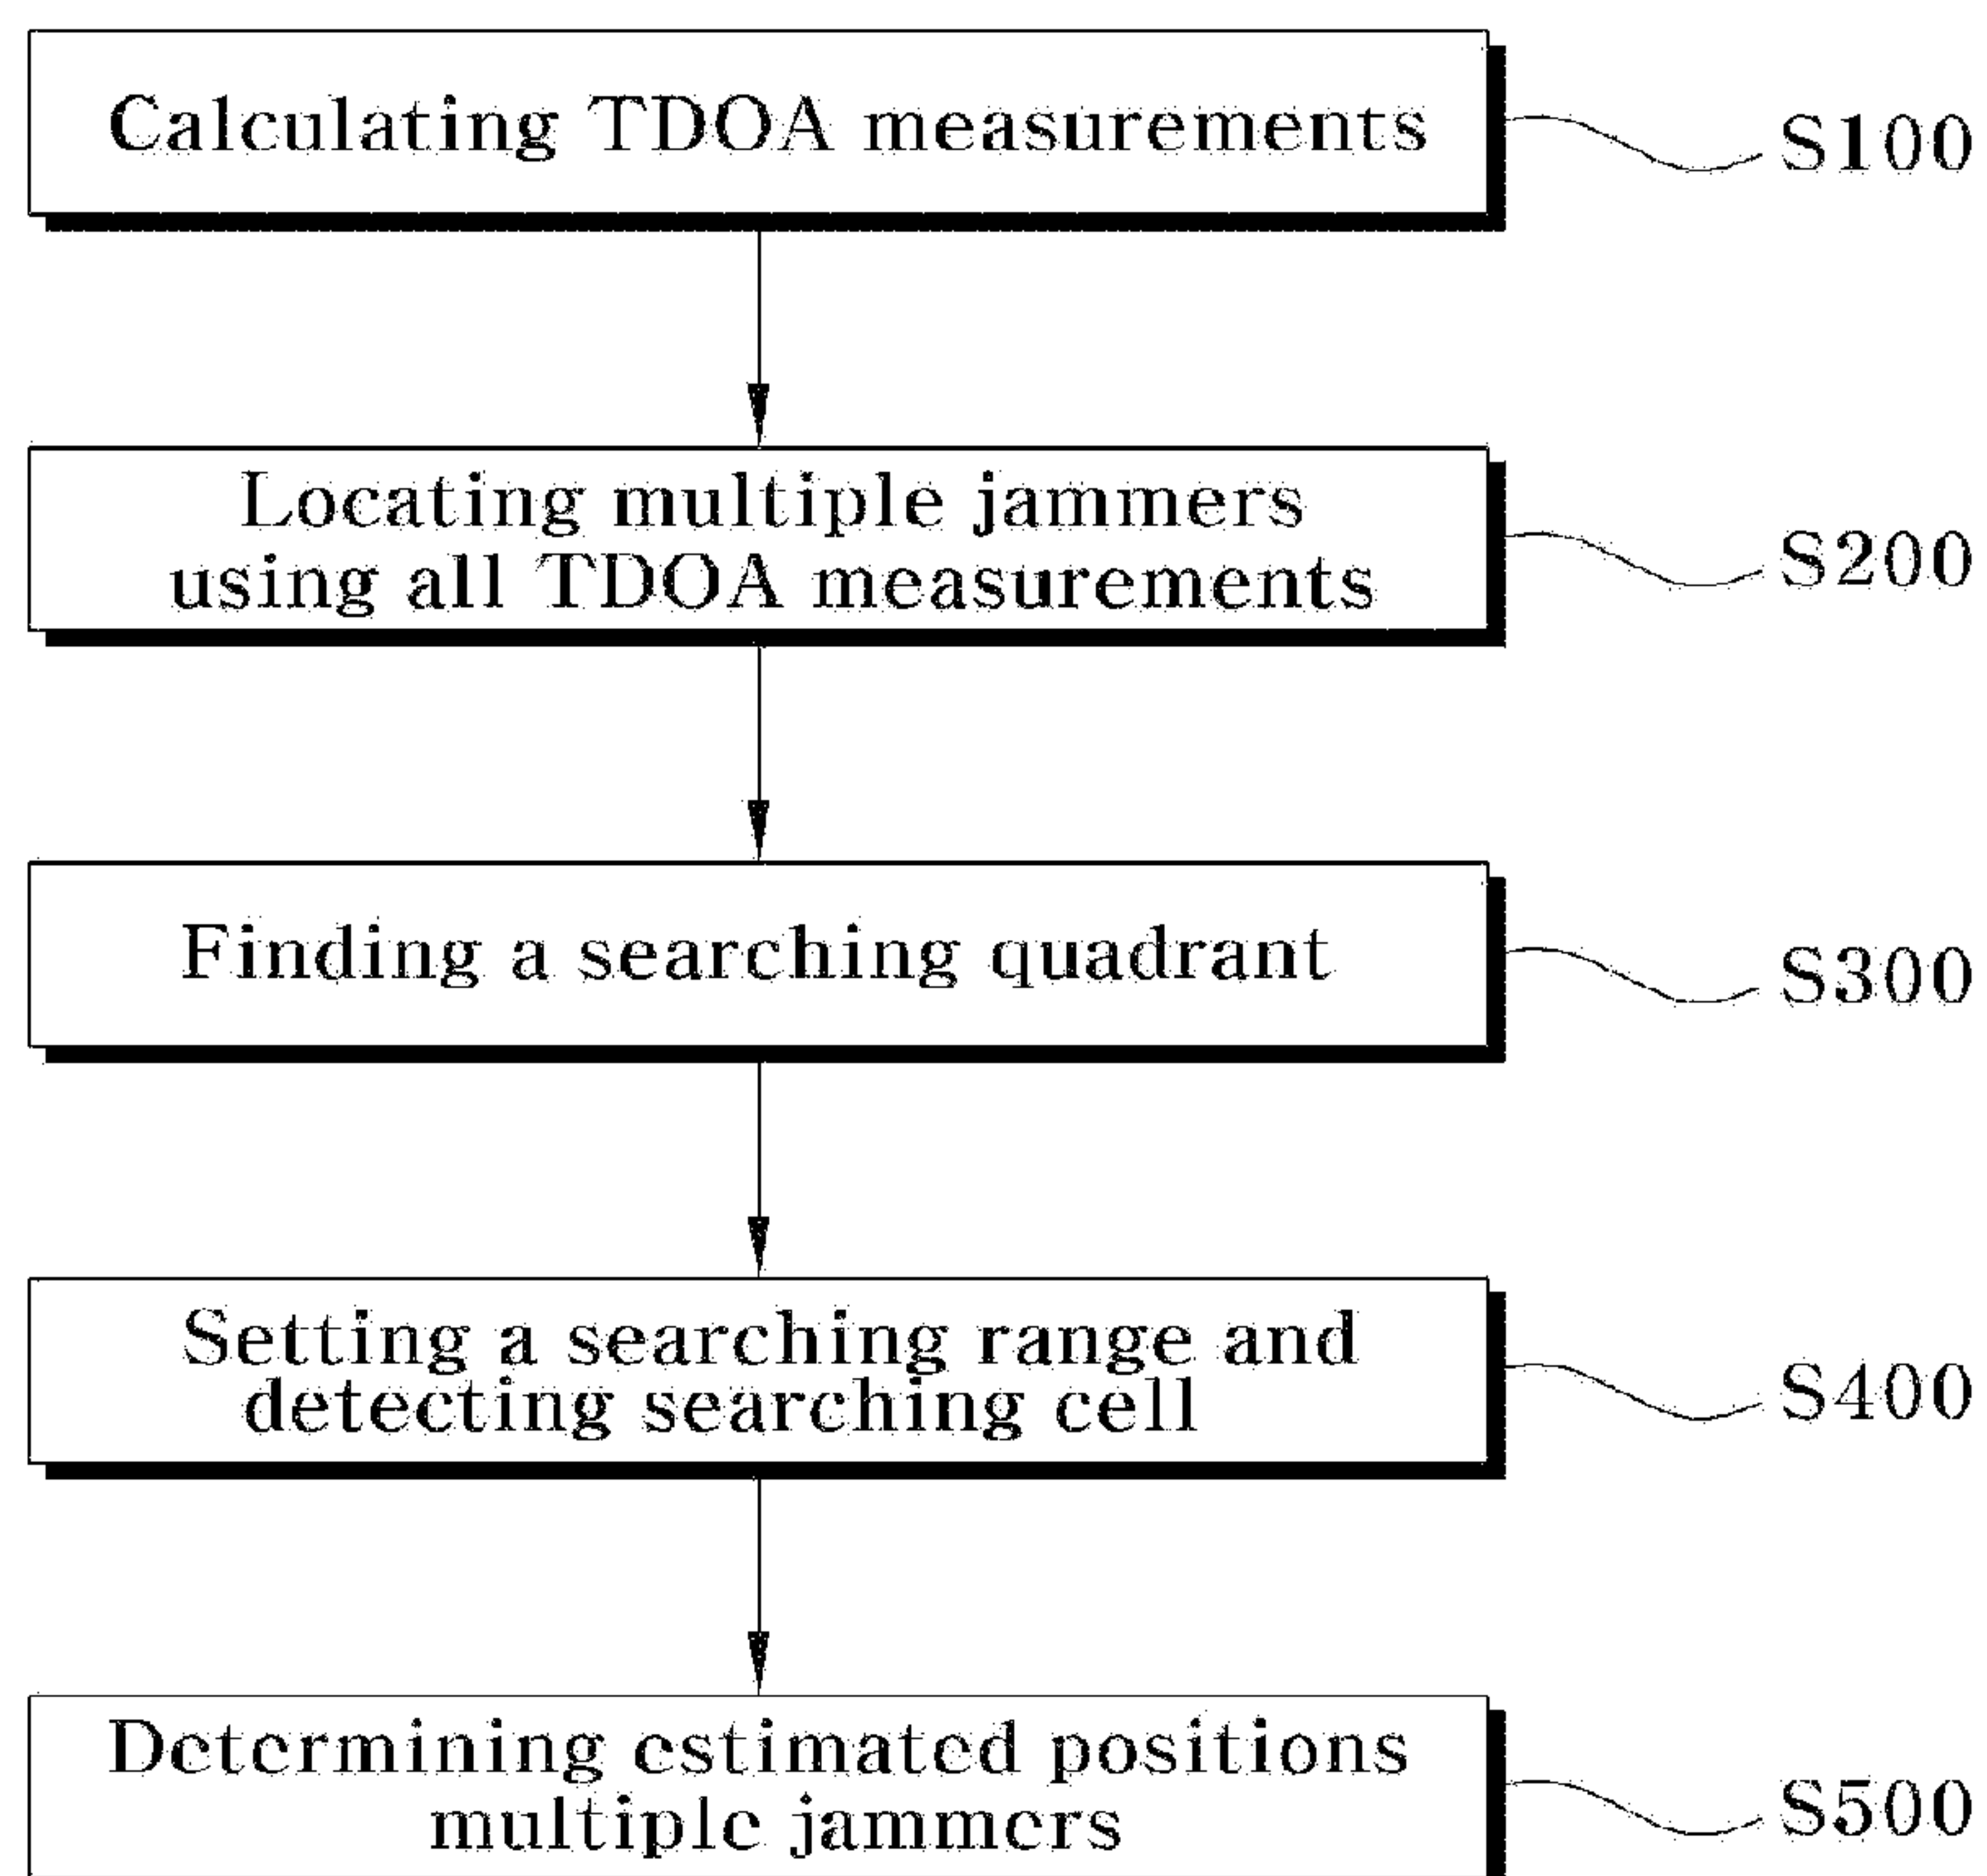 Calculating TDOA measurements
S100
Locating multiple jammers
using all TDOA measurements
S200
Finding a searching quadrant
S300
Setting a searching range and
detecting searching cell
S400
Determining estimated positions
multiple jammers
S500